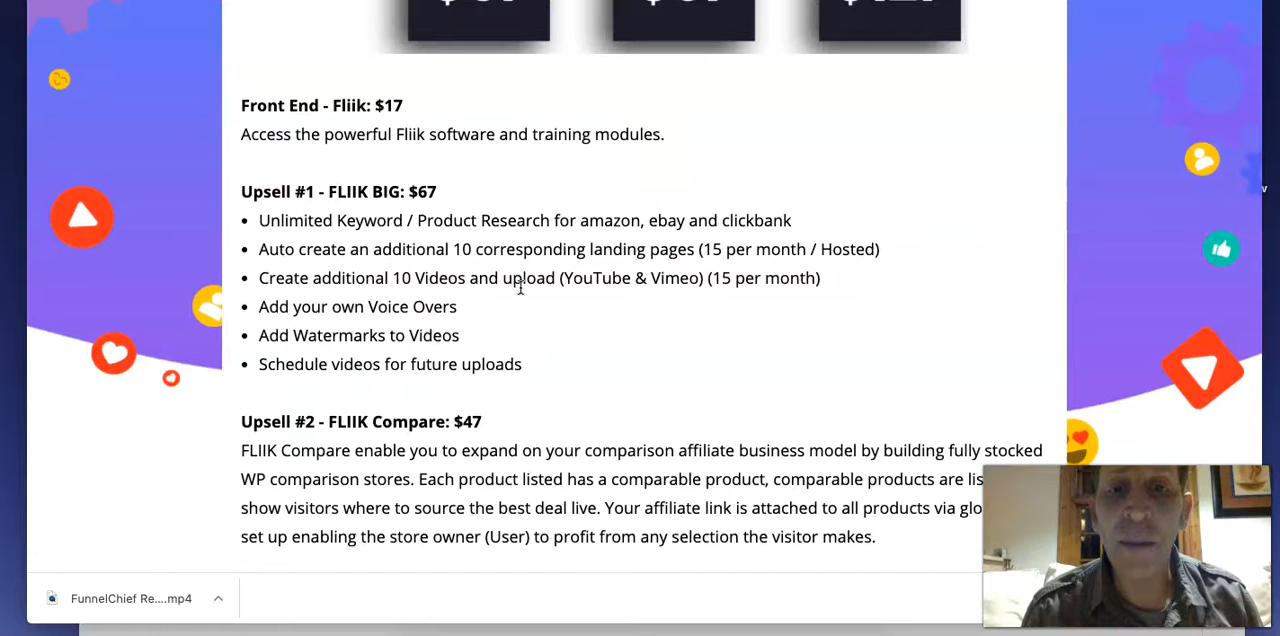 Front End - Fliik: $17
Access the powerful Fliik software and training modules.
Upsell #1 - FLIIK BIG: $67
• Unlimited Keyword / Product Research for amazon, ebay and clickbank
• Auto create an additional 10 corresponding landing pages (15 per month / Hosted)
• Create additional 10 Videos and upload (YouTube & Vimeo) (15 per month)
• Add your own Voice Overs
• Add Watermarks to Videos
• Schedule videos for future uploads
Upsell #2 - FLIIK Compare: $47
FLIIK Compare enable you to expand on your comparison affiliate business model by building fully stocked
WP comparison stores. Each product listed has a comparable product, comparable products are
show visitors where to source the best deal live. Your affiliate link is attached to all products via
set up enabling the store owner (User) to profit from any selection the visitor makes.
FunnelChief Re....mp4